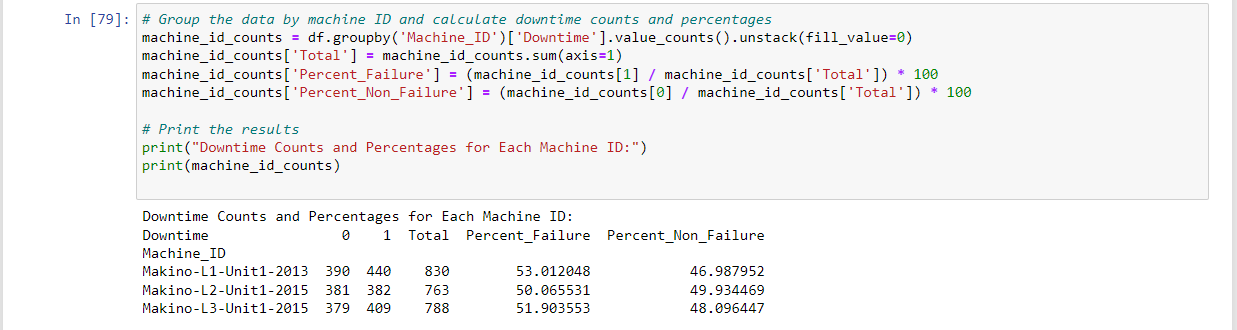 In [79]: # Group the data by machine ID and calculate downtime counts and percentages
machine_id_counts = df.groupby('Machine_ID')['Downtime'].value_counts().unstack(fill_value=0)
machine_id_counts['Total'] = machine_id_counts.sum(axis=1)
machine_id_counts['Percent_Failure'] = (machine_id_counts[1] / machine_id_counts['Total']) * 100
machine_id_counts['Percent_Non_Failure'] = (machine_id_counts[0] / machine_id_counts['Total']) * 100

# Print the results
print("Downtime Counts and Percentages for Each Machine ID:")
print(machine_id_counts)

Downtime Counts and Percentages for Each Machine ID:
Downtime                0    1  Total  Percent_Failure  Percent_Non_Failure
Machine_ID
Makino-L1-Unit1-2013  390  440    830        53.012048            46.987952
Makino-L2-Unit1-2015  381  382    763        50.065531            49.934469
Makino-L3-Unit1-2015  379  409    788        51.903553            48.096447